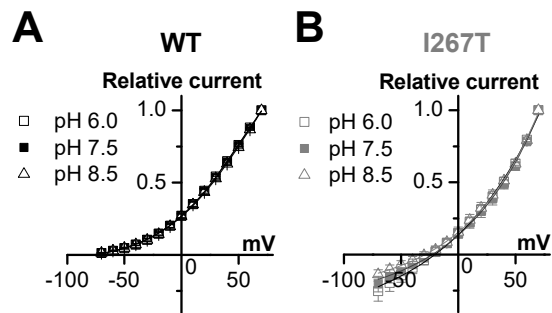 A
WT
Relative current
pH 6.0
pH 7.5
pH 8.5
1.0
0.5
mV
-100
-50
0
50
B
I267T
Relative current
pH 6.0
pH 7.5
pH 8.5
1.0
0.5
mV
-100
-50
0
50